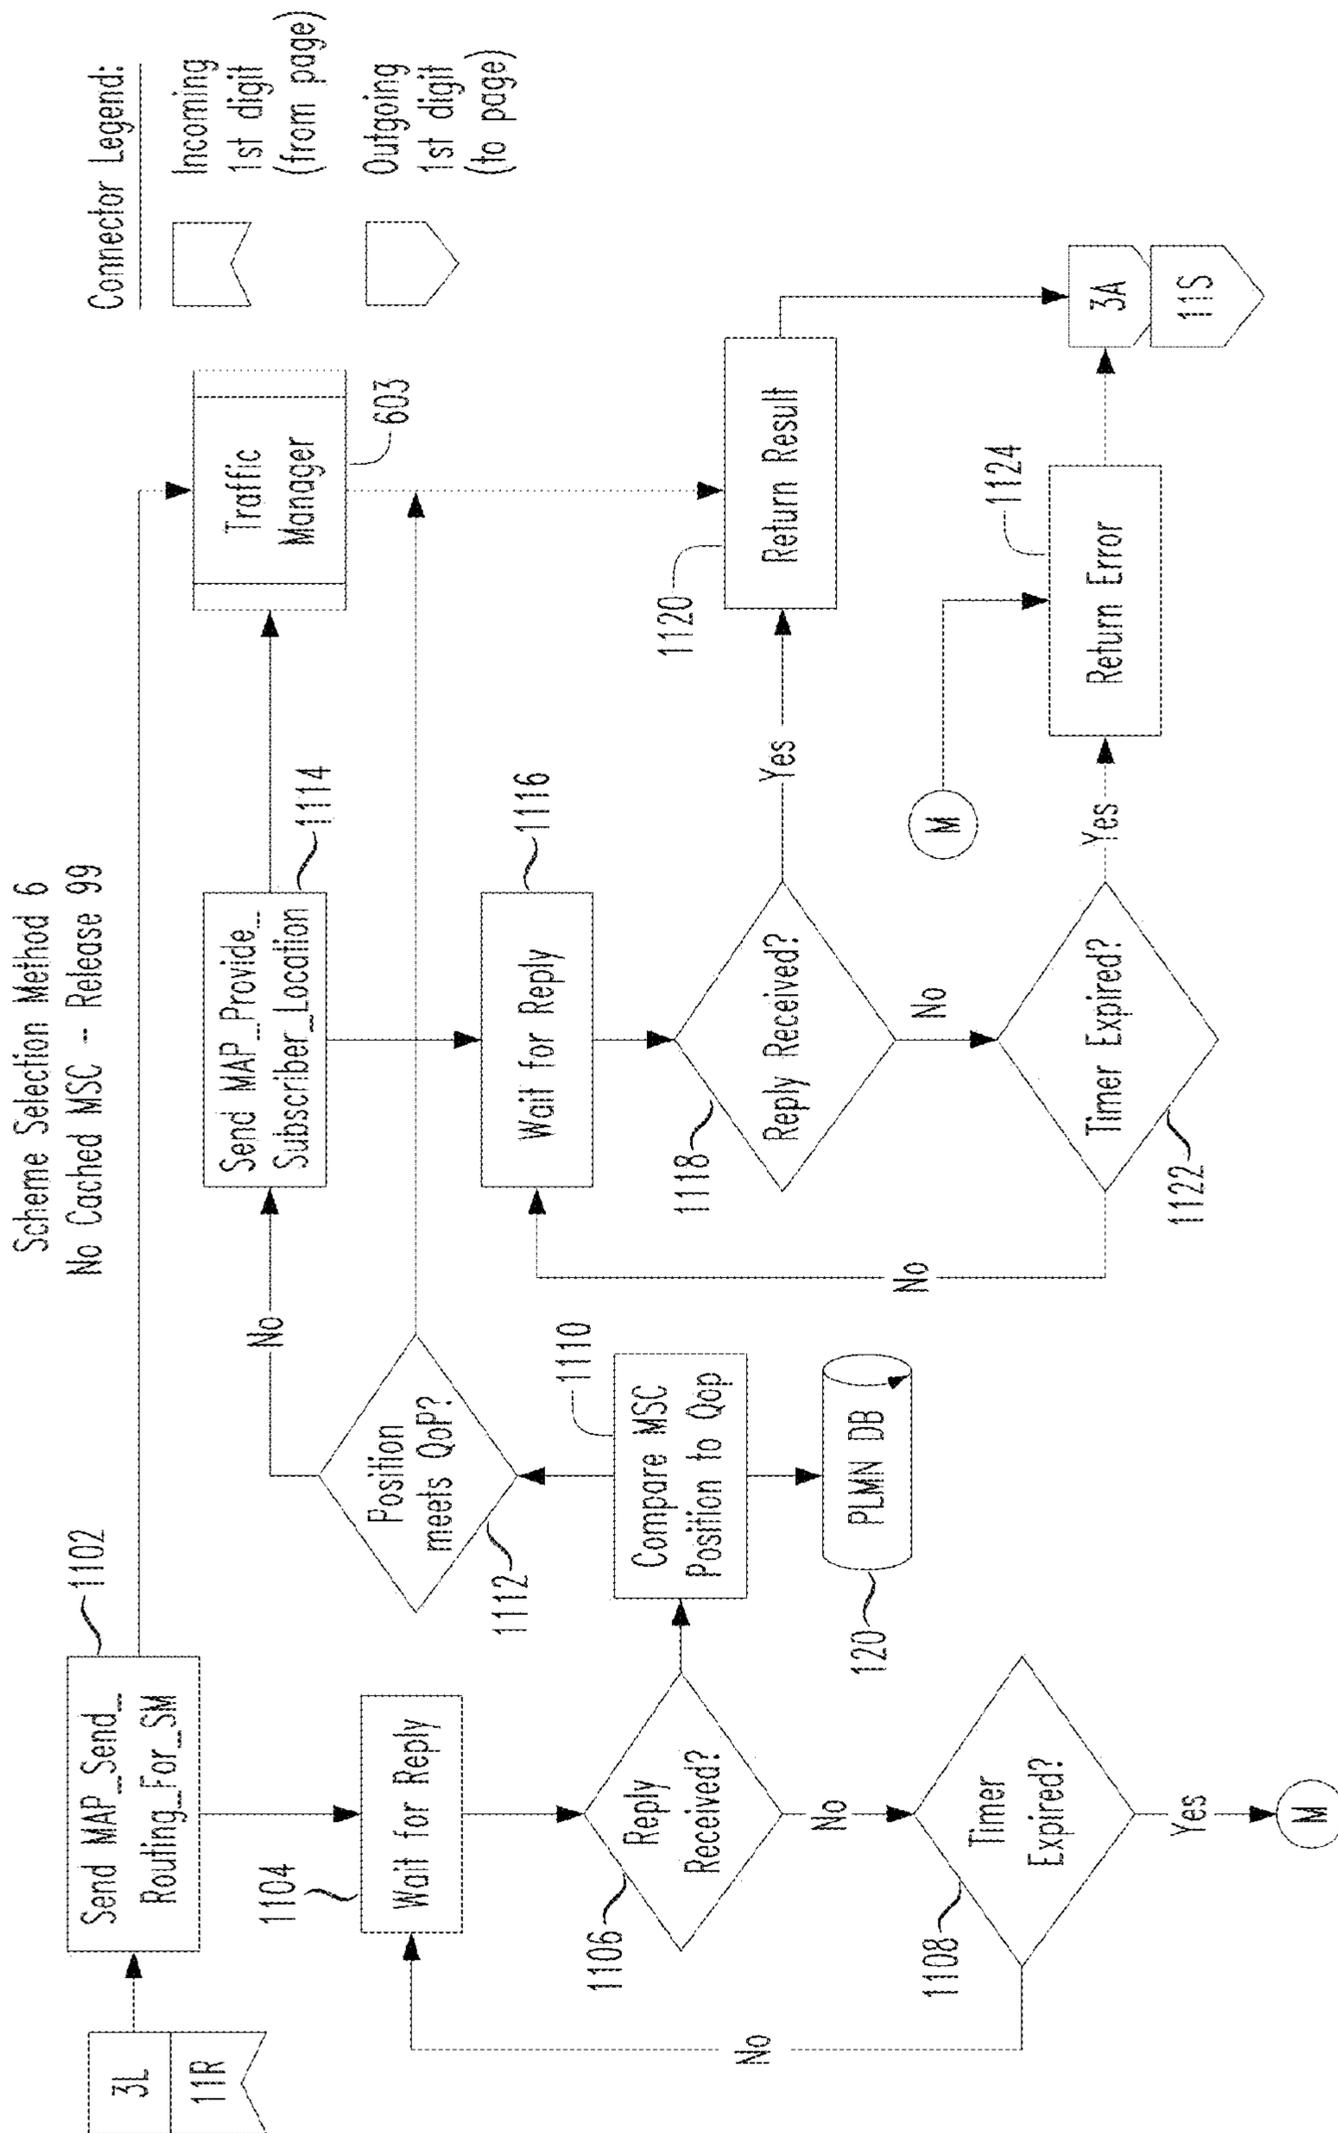 Scheme Selection Method 6
No Cached MSC - Release 99
Connector Legend:
Incoming
1st digit
(from page)
Outgoing
1st digit
(to page)
3L
11R
Send MAP_Send_
Routing_For_SM
1102
Traffic
Manager
603
Send MAP_Provide_
Subscriber_Location
1114
No
Position
meets QoP?
1112
Wait for Reply
1104
Wait for Reply
1116
Reply
Received?
1106
Compare MSC
Position to Qop
1110
Reply Received?
1118
Yes
Return Result
1120
No
No
PLMN DB
120
No
No
M
Timer
Expired?
1108
Timer Expired?
1122
Yes
Return Error
1124
3A
11S
Yes
M